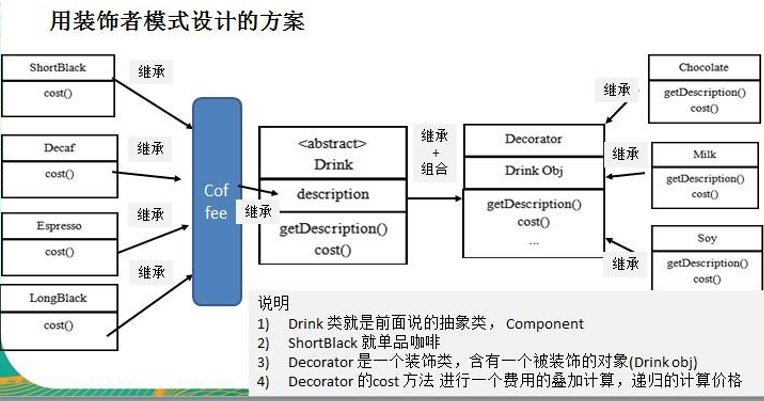 用装饰者模式设计的方案
ShortBlack
cost()
继承
Decaf
cost()
继承
Espresso
cost()
继承
LongBlack
cost()
继承
Cof
fee
继承
<abstract>
Drink
description
getDescription()
cost()
继承
+
组合
Decorator
Drink Obj
getDescription()
cost()
...
继承
Chocolate
getDescription()
cost()
继承
Milk
getDescription()
cost()
继承
Soy
getDescription()
cost()
说明
1) Drink 类就是前面说的抽象类， Component
2) ShortBlack 就单品咖啡
3) Decorator 是一个装饰类，含有一个被装饰的对象(Drink obj)
4) Decorator 的cost 方法 进行一个费用的叠加计算，递归的计算价格